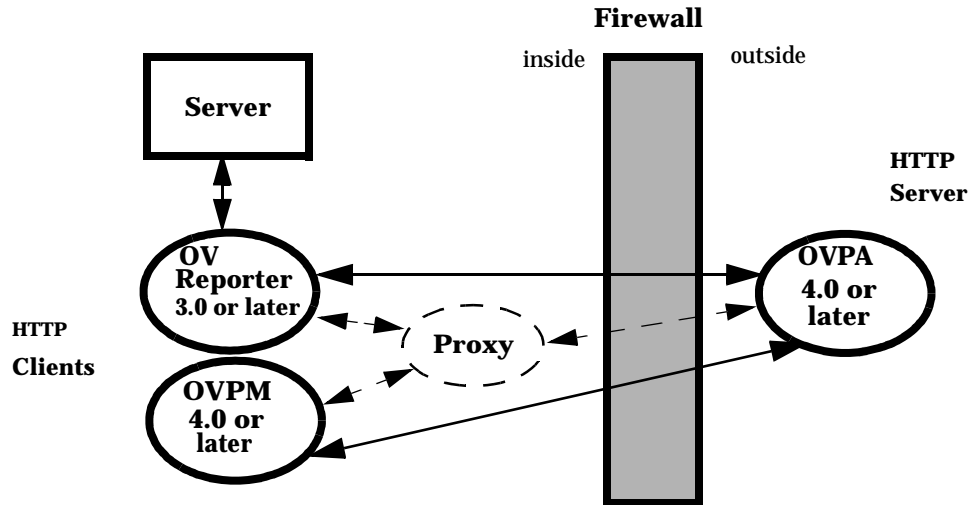 Firewall
inside
outside
Server
HTTP
Server
OV
Reporter
3.0 or later
OVPA
4.0 or
later
HTTP
Clients
Proxy
OVPM
4.0 or
later